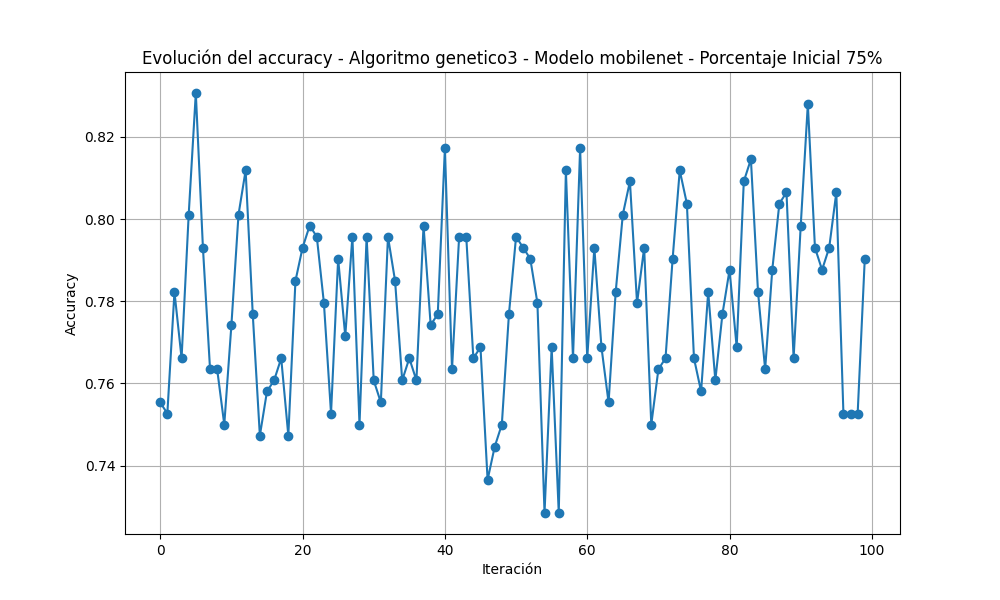 Evolución del accuracy - Algoritmo genetico3 - Modelo mobilenet - Porcentaje Inicial 75%
Accuracy
0.82
0.80
0.78
0.76
0.74
0 20 40 60 80 100
Iteración